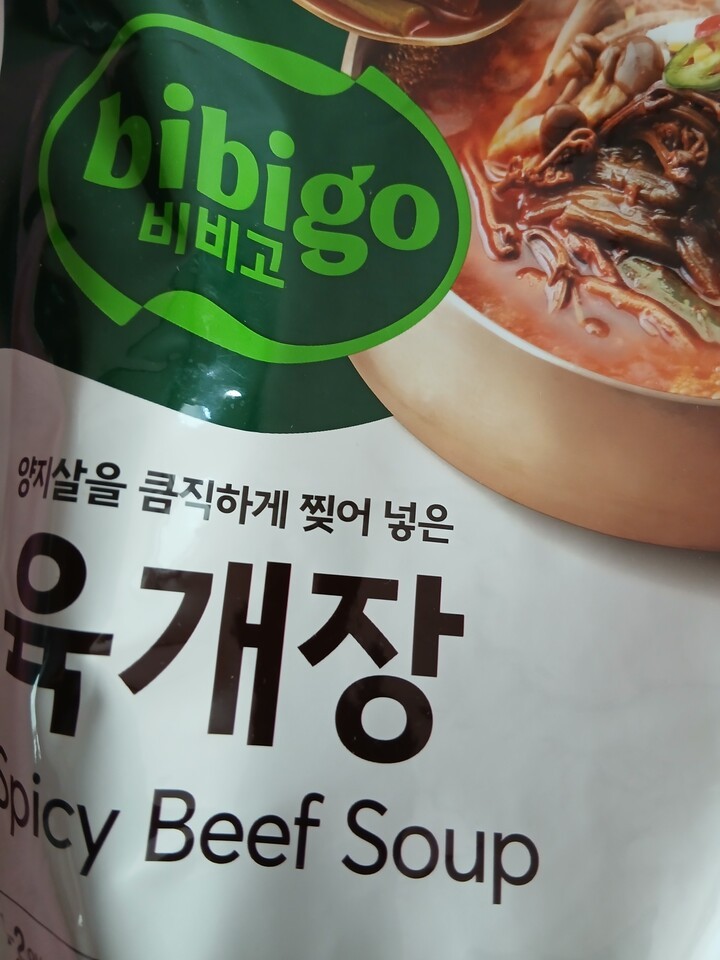 bibigo
비비고
양지살을 큼직하게 찢어 넣은
육개장
Spicy Beef Soup